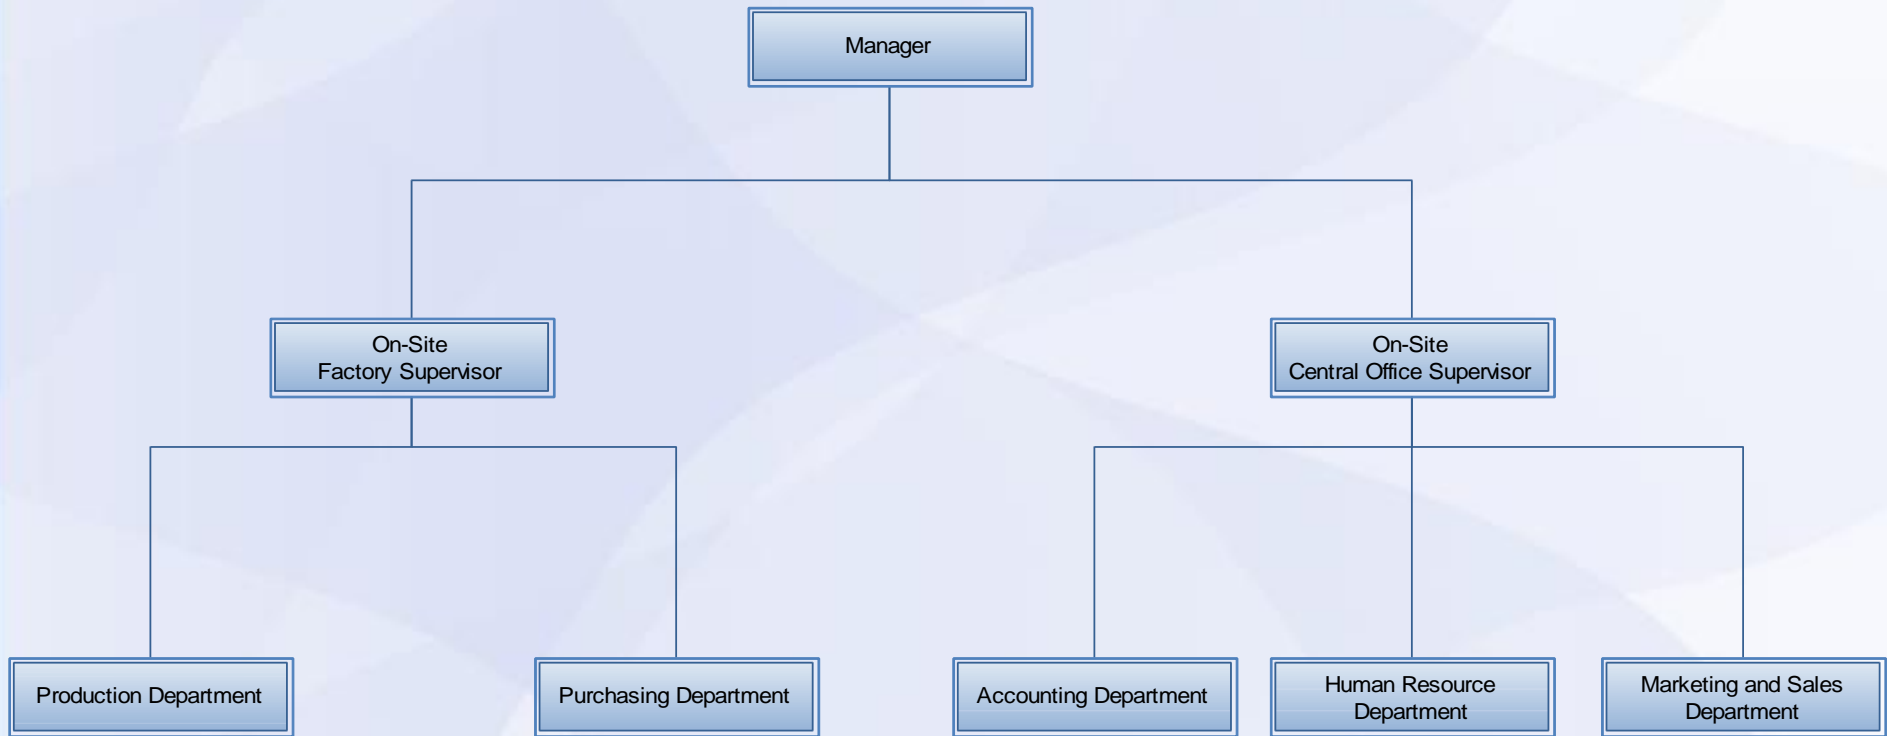 Manager
On-Site
Factory Supervisor
On-Site
Central Office Supervisor
Production Department
Purchasing Department
Accounting Department
Human Resource
Department
Marketing and Sales
Department